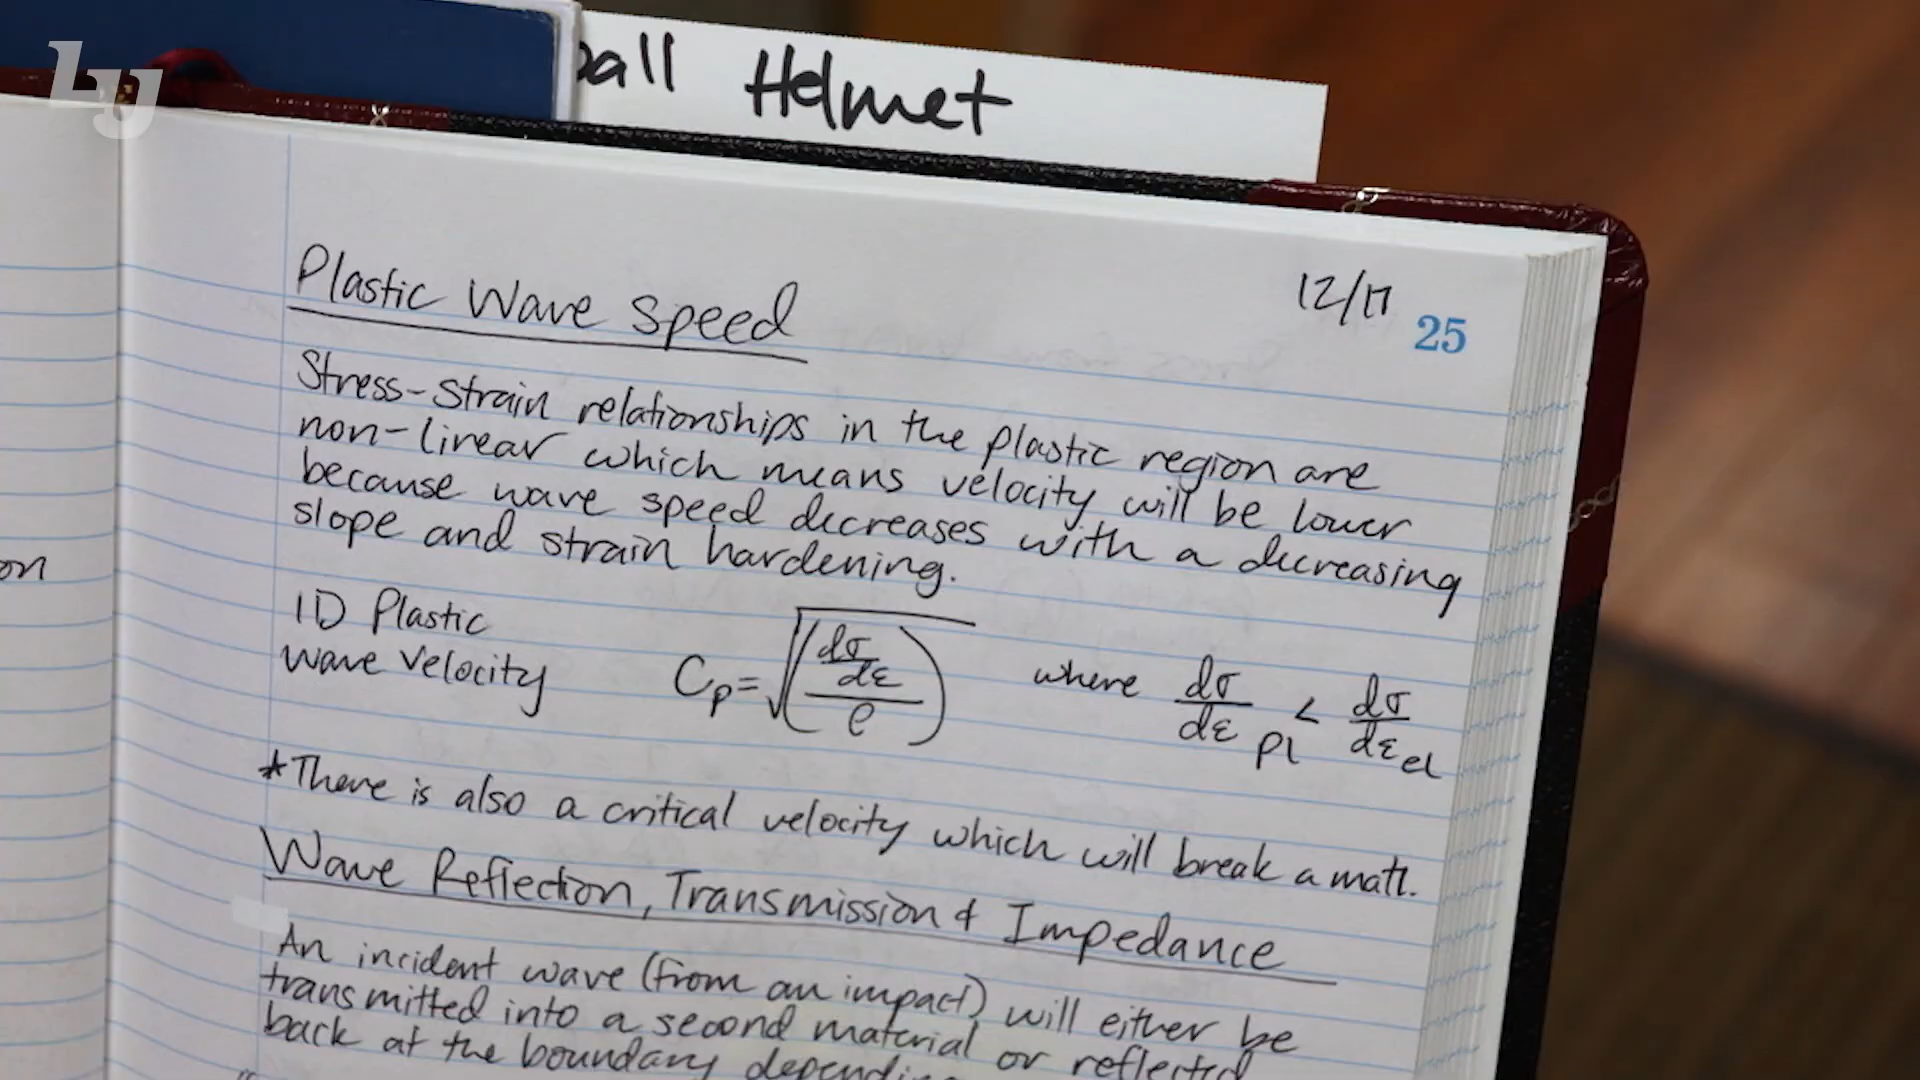 ly
ball Helmet
12/17
25
Plastic Wave Speed
Stress-Strain relationships in the plastic region are
non-linear which means velocity will be lower
because wave speed decreases with a decreasing
slope and strain hardening.
on
1D Plastic
Wave Velocity Cp=√((dσ/dε)/ρ) where dσ/dε pl < dσ/dε el
*There is also a critical velocity which will break a matl.
Wave Reflection, Transmission & Impedance
An incident wave (from an impact) will either be
transmitted into a second material or reflected
back at the boundary